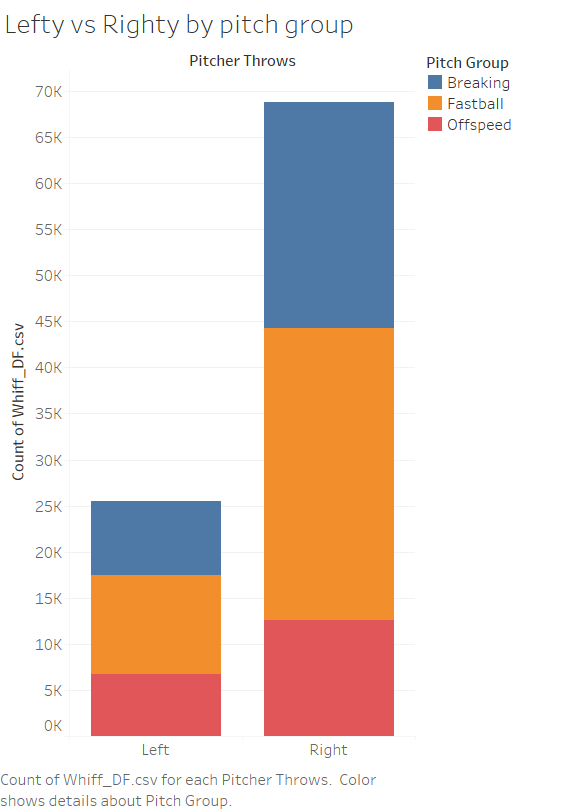 Lefty vs Righty by pitch group
Pitcher Throws
Pitch Group
Breaking
Fastball
Offspeed
70K
65K
60K
55K
50K
45K
40K
35K
30K
25K
20K
15K
10K
5K
0K
Count of Whiff_DF.csv
Left
Right
Count of Whiff_DF.csv for each Pitcher Throws.  Color
shows details about Pitch Group.